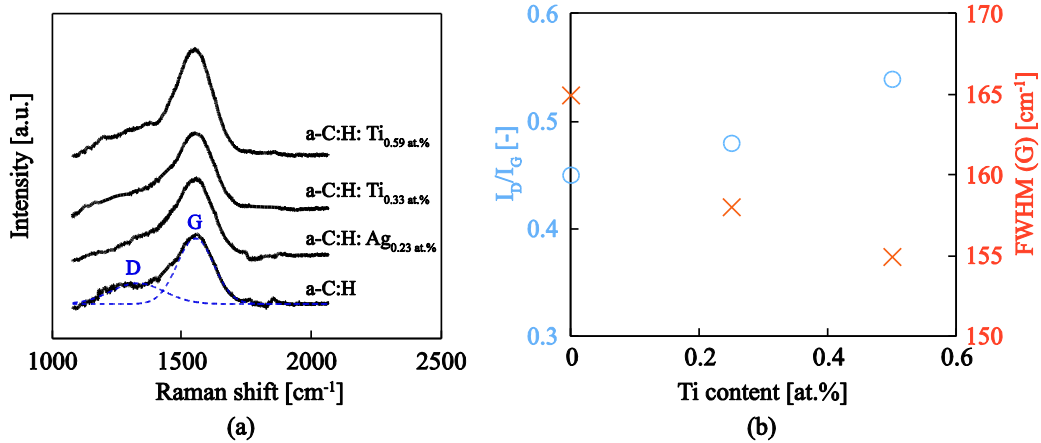 Intensity [a.u.]
a-C:H: Ti0.59 at.%
a-C:H: Ti0.33 at.%
G
a-C:H: Ag0.23 at.%
D
a-C:H
1000 1500 2000 2500
Raman shift [cm-1]
(a)
0.6
0.5
0.4
0.3
ID/IG [-]
170
165
160
155
150
FWHM (G) [cm-1]
0 0.2 0.4 0.6
Ti content [at.%]
(b)